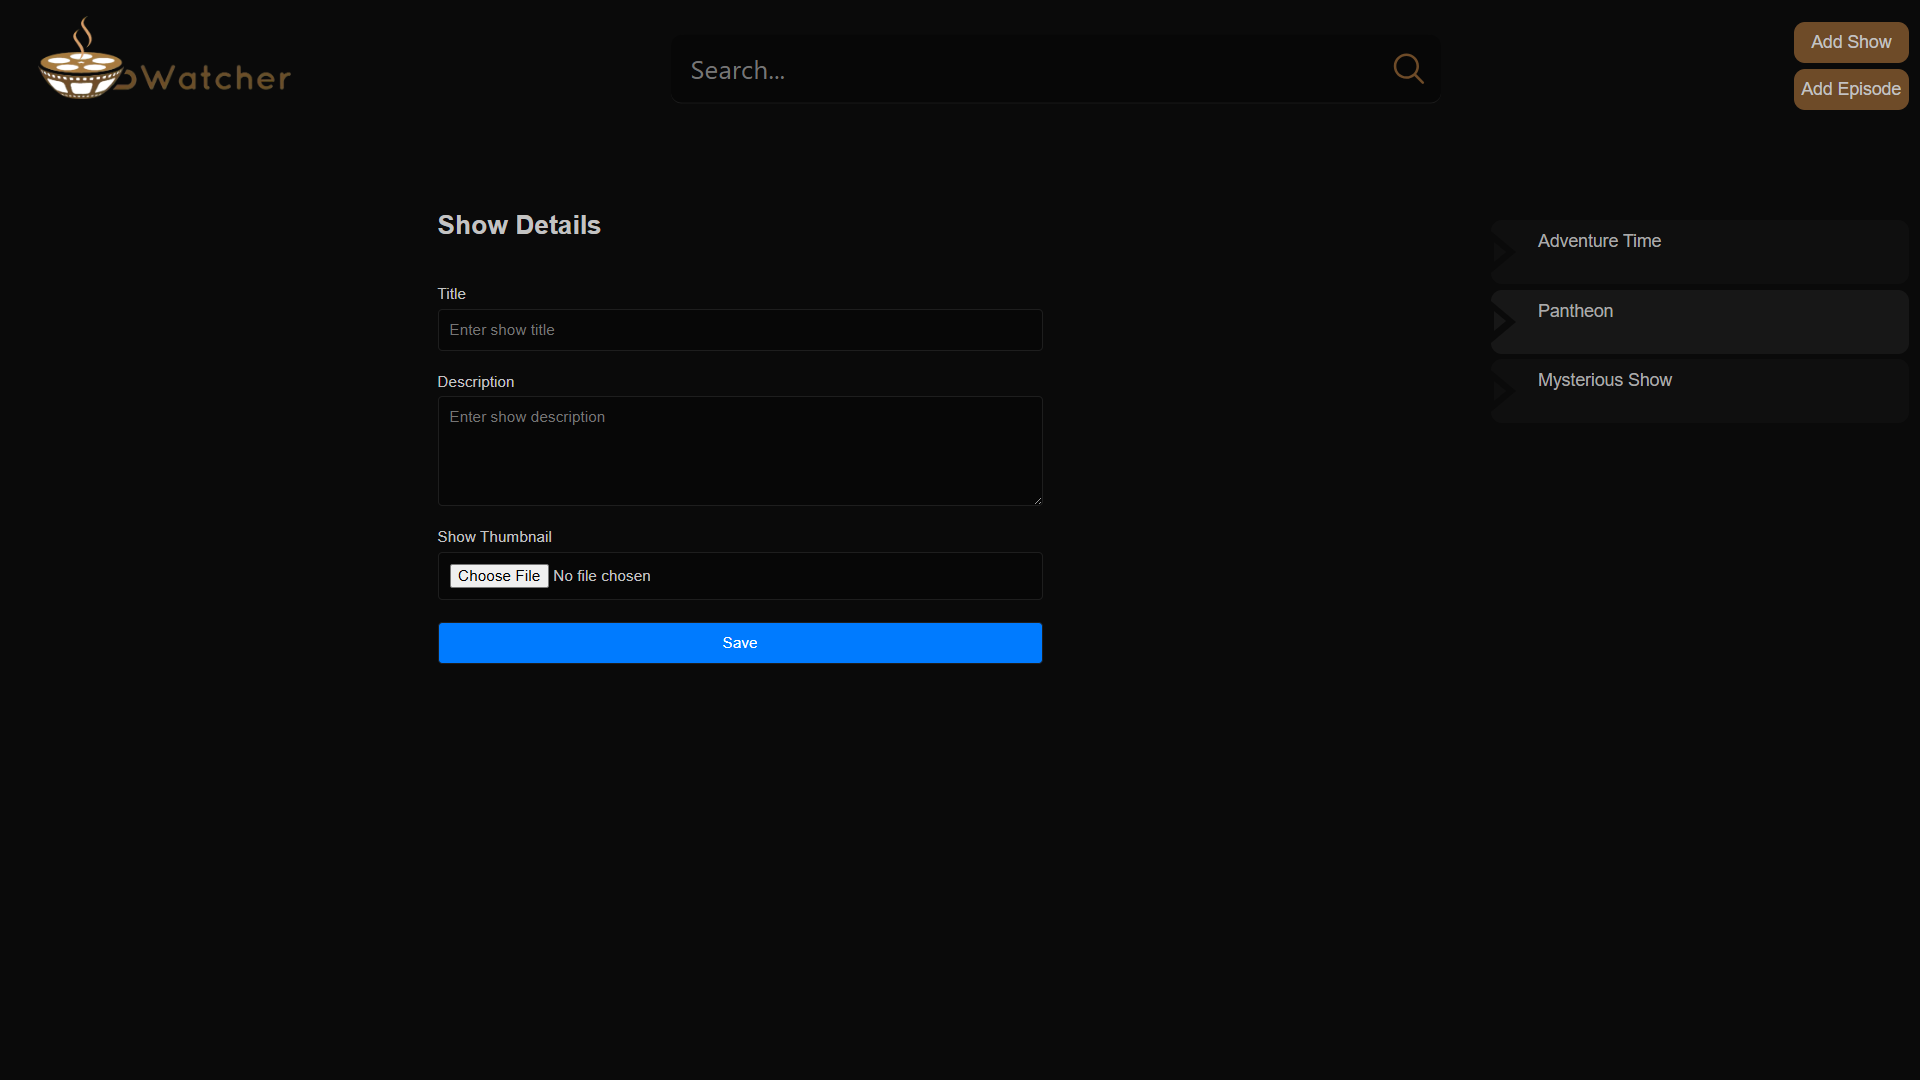 Watcher
Search...
Add Show
Add Episode
Show Details
Title
Enter show title
Description
Enter show description
Show Thumbnail
Choose File No file chosen
Save
Adventure Time
Pantheon
Mysterious Show